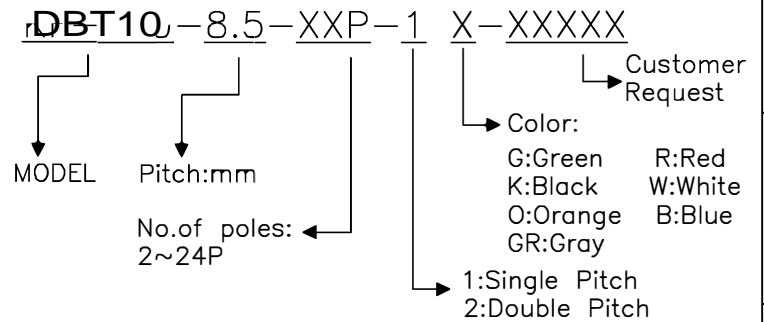 DBT10-8.5-XXP-1 X-XXXXX
Customer
Request
Color:
G:Green R:Red
K:Black W:White
O:Orange B:Blue
GR:Gray
MODEL Pitch:mm
No.of poles:
2~24P
1:Single Pitch
2:Double Pitch